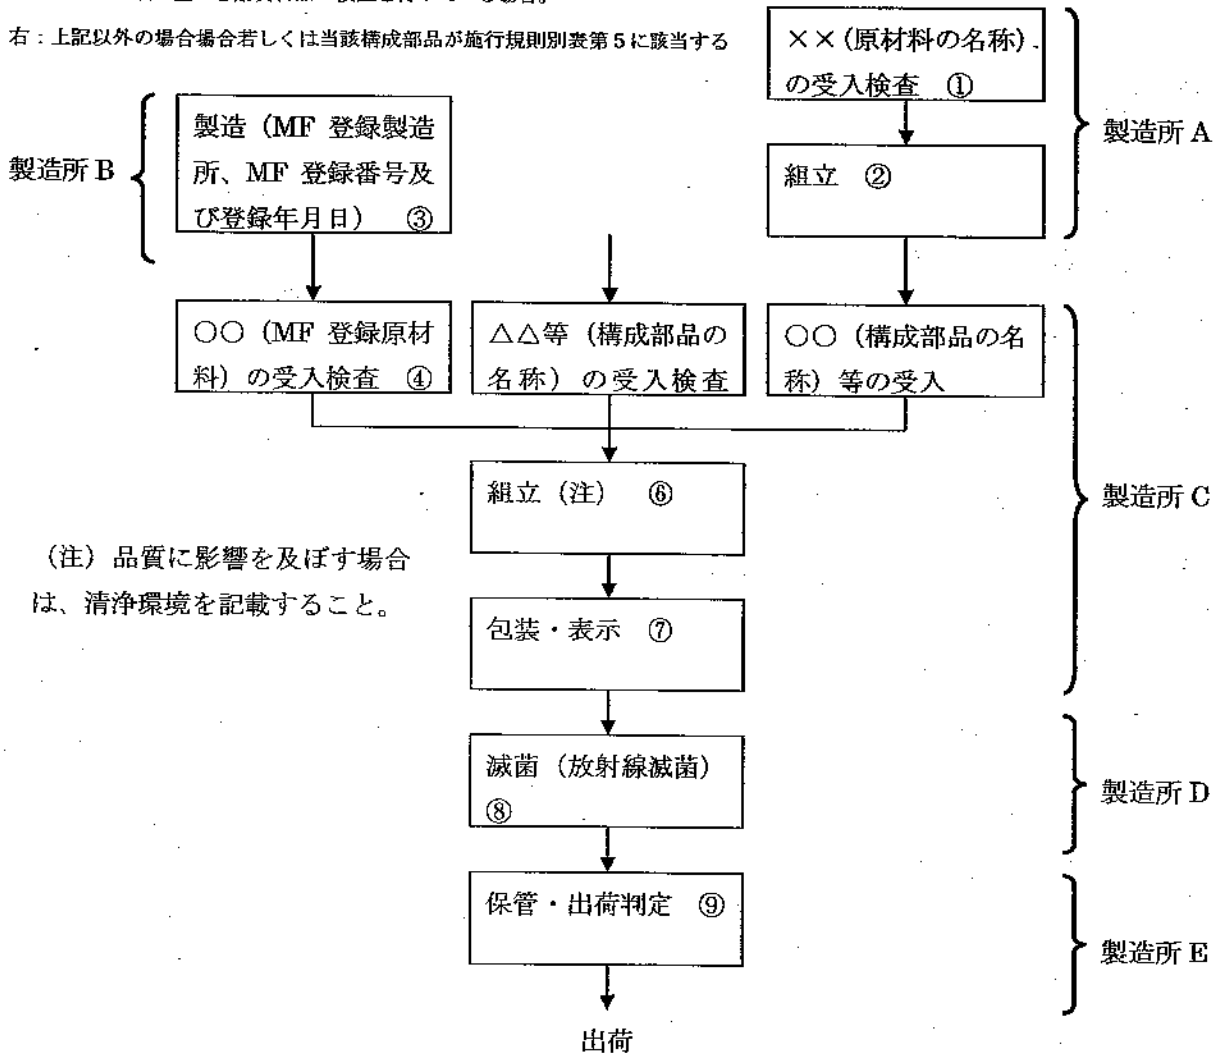 右：上記以外の場合場合若しくは当該構成部品が施行規則別表第５に該当する
××（原材料の名称）
の受入検査　①
製造所 A
組立　②
製造（MF 登録製造
所、MF 登録番号及
び登録年月日）　③
製造所 B
○○（MF 登録原材
料）の受入検査　④
△△等（構成部品の
名称）の受入検査
○○（構成部品の名
称）等の受入
組立（注）　⑥
製造所 C
（注）品質に影響を及ぼす場合
は、清浄環境を記載すること。
包装・表示　⑦
滅菌（放射線滅菌）
⑧
製造所 D
保管・出荷判定　⑨
製造所 E
出荷